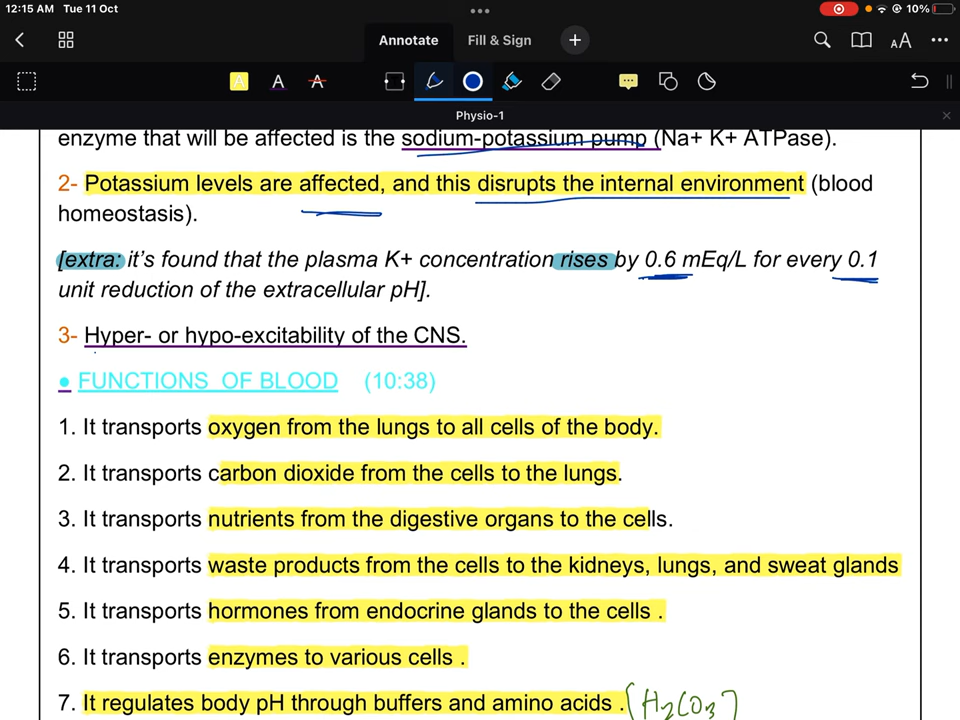 12:15 AM Tue 11 Oct
10%
Annotate
Fill & Sign
A
A
A
AA
Physio-1
enzyme that will be affected is the sodium-potassium pump (Na+ K+ ATPase).
2- Potassium levels are affected, and this disrupts the internal environment (blood
homeostasis).
[extra: it's found that the plasma K+ concentration rises by 0.6 mEq/L for every 0.1
unit reduction of the extracellular pH].
3- Hyper- or hypo-excitability of the CNS.
● FUNCTIONS OF BLOOD (10:38)
1. It transports oxygen from the lungs to all cells of the body.
2. It transports carbon dioxide from the cells to the lungs.
3. It transports nutrients from the digestive organs to the cells.
4. It transports waste products from the cells to the kidneys, lungs, and sweat glands
5. It transports hormones from endocrine glands to the cells .
6. It transports enzymes to various cells .
7. It regulates body pH through buffers and amino acids . (H2CO3)